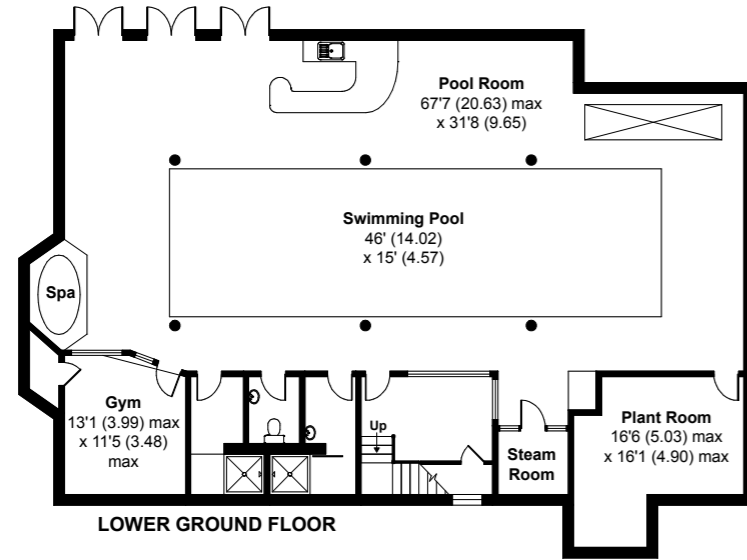 Pool Room
67'7 (20.63) max
x 31'8 (9.65)
Swimming Pool
46' (14.02)
x 15' (4.57)
Spa
Gym
13'1 (3.99) max
x 11'5 (3.48)
max
Up
Steam
Room
Plant Room
16'6 (5.03) max
x 16'1 (4.90) max
LOWER GROUND FLOOR